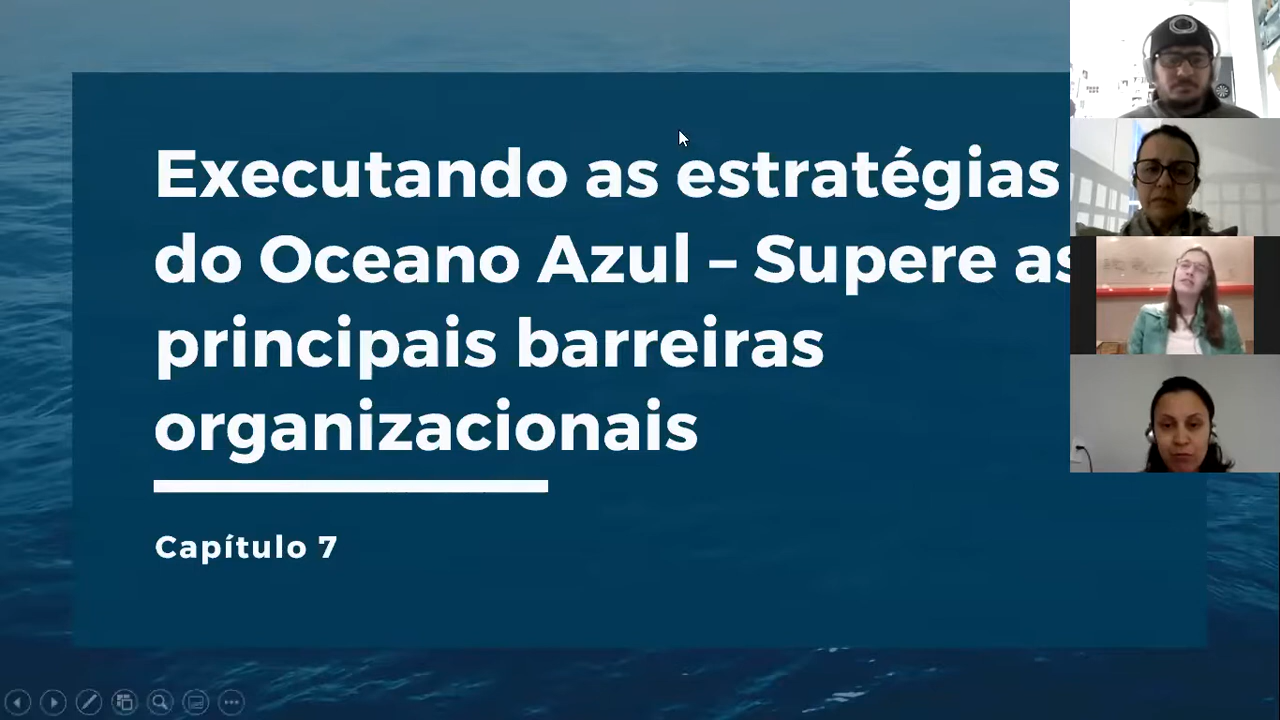 Executando as estratégias
do Oceano Azul – Supere as
principais barreiras
organizacionais
Capítulo 7